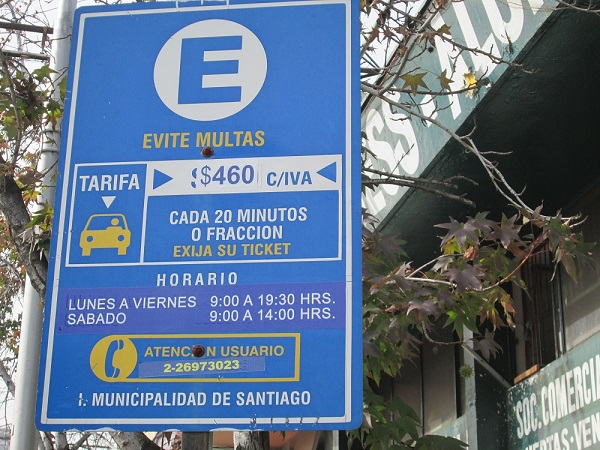 E
EVITE MULTAS
TARIFA
$460 C/IVA
CADA 20 MINUTOS
O FRACCION
EXIJA SU TICKET
HORARIO
LUNES A VIERNES 9:00 A 19:30 HRS.
SABADO 9:00 A 14:00 HRS.
ATENCION USUARIO
2-26973023
I. MUNICIPALIDAD DE SANTIAGO
SOC. COMERCIA